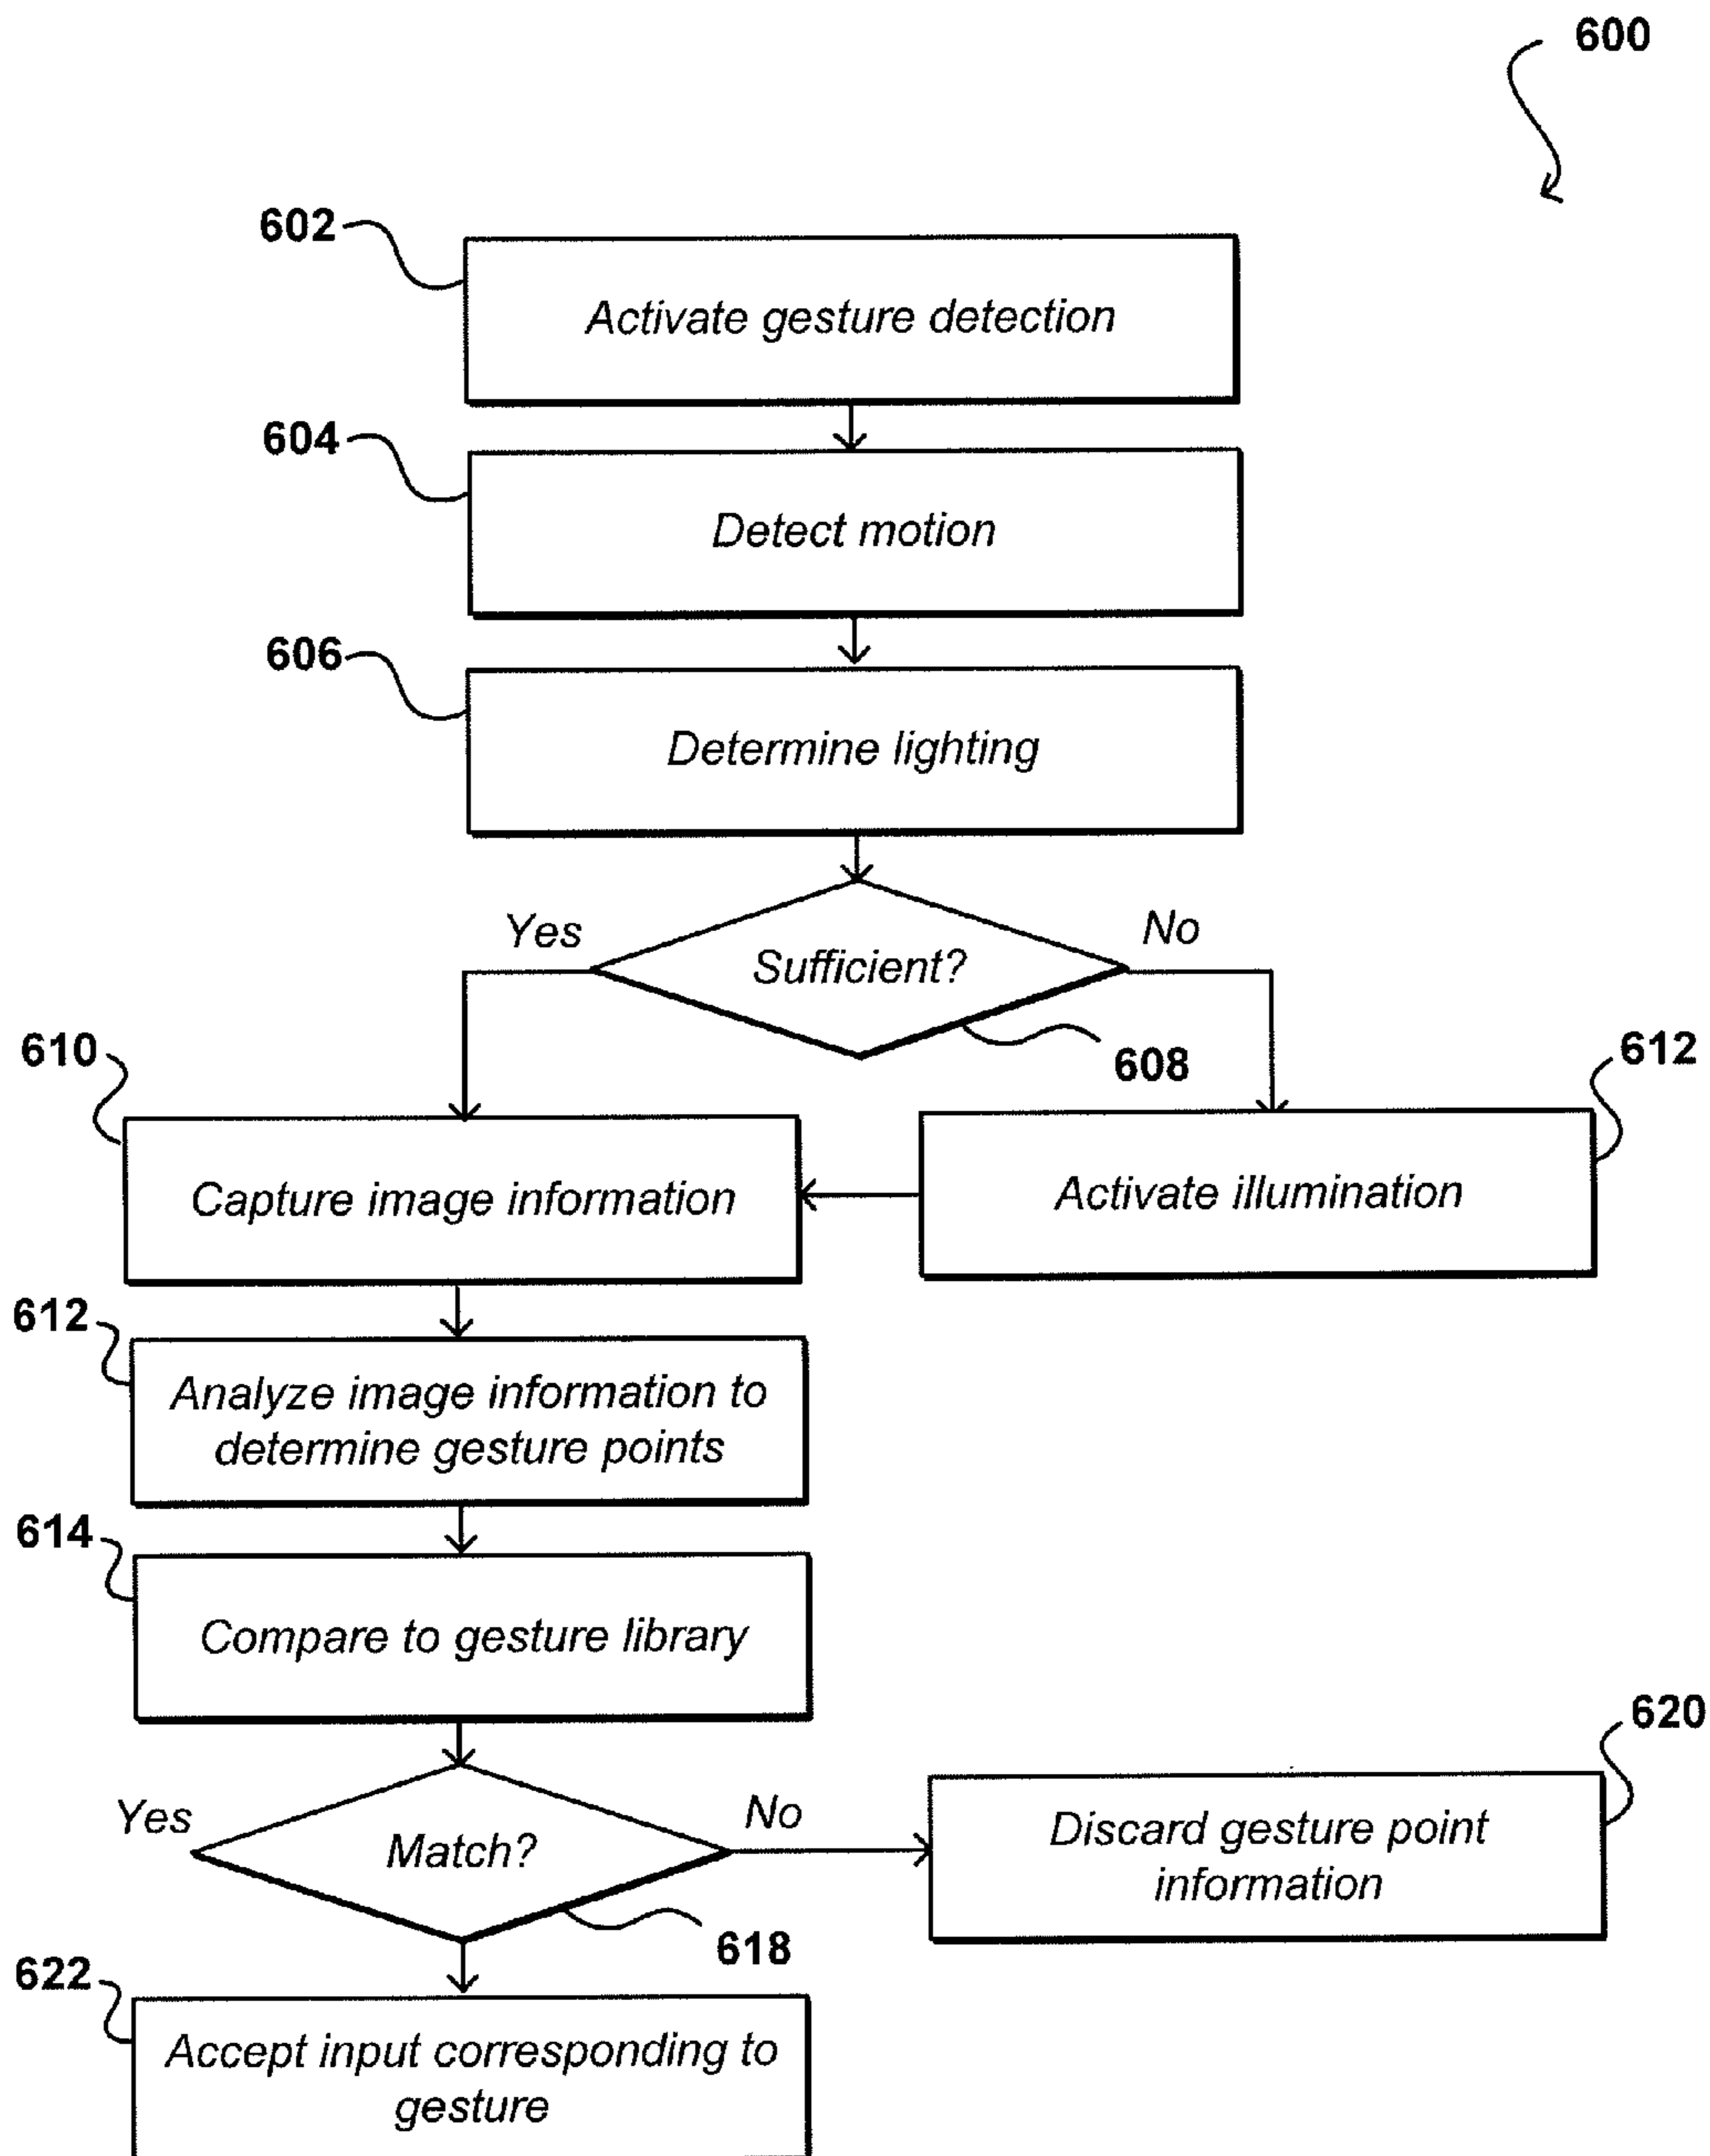 600
602
Activate gesture detection
604
Detect motion
606
Determine lighting
Yes
No
Sufficient?
608
610
612
Capture image information
Activate illumination
612
Analyze image information to
determine gesture points
614
Compare to gesture library
620
Yes
No
Match?
Discard gesture point
information
618
622
Accept input corresponding to
gesture